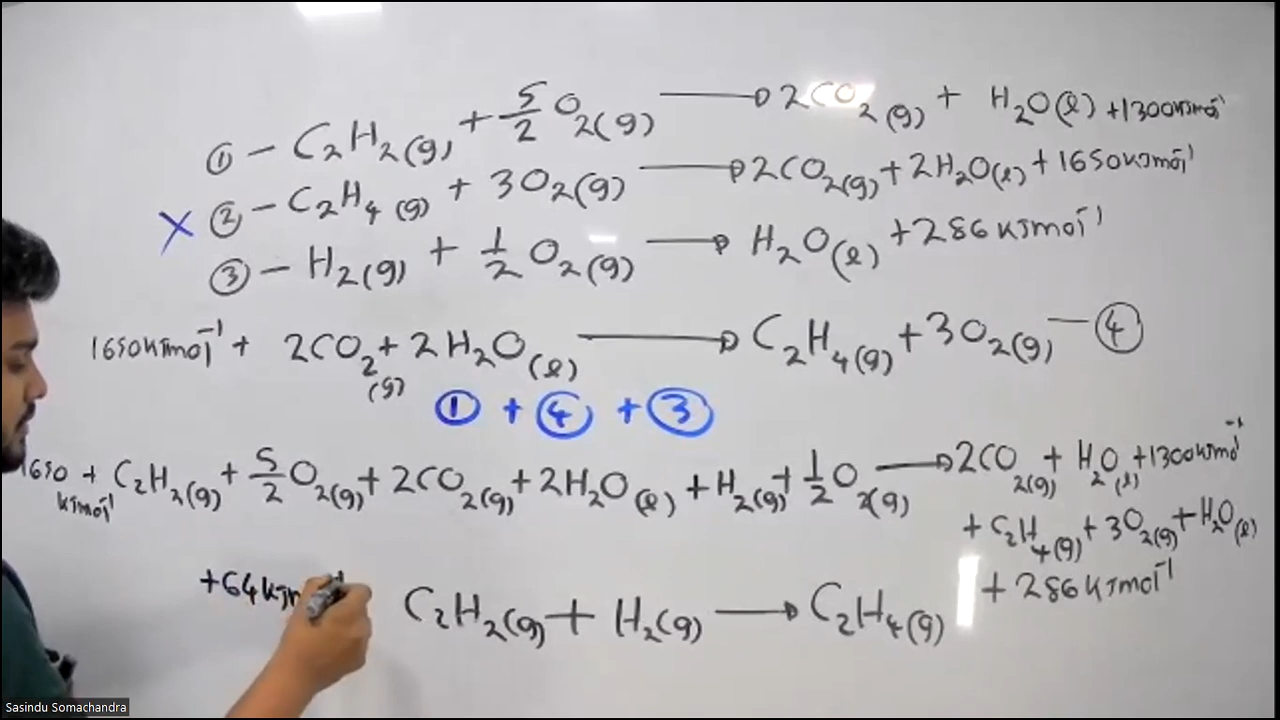 ① – C₂H₂(g) + 5/2 O₂(g) ⟶ 2CO₂(g) + H₂O(l) + 1300kJmol⁻¹
× ② – C₂H₄(g) + 3O₂(g) ⟶ 2CO₂(g) + 2H₂O(l) + 1650kJmol⁻¹
③ – H₂(g) + 1/2 O₂(g) ⟶ H₂O(l) + 286kJmol⁻¹
1650kJmol⁻¹ + 2CO₂(g) + 2H₂O(l) ⟶ C₂H₄(g) + 3O₂(g) – ④
① + ④ + ③
1650kJmol⁻¹ + C₂H₂(g) + 5/2 O₂(g) + 2CO₂(g) + 2H₂O(l) + H₂(g) + 1/2 O₂(g) ⟶ 2CO₂(g) + H₂O(l) + 1300kJmol⁻¹
+ C₂H₄(g) + 3O₂(g) + H₂O(l)
+ 286kJmol⁻¹
+64kJm C₂H₂(g) + H₂(g) ⟶ C₂H₄(g)
Sasindu Somachandra